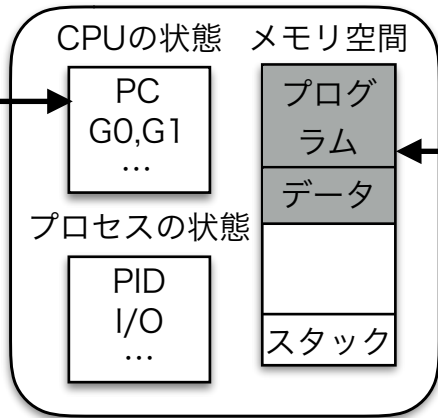 CPUの状態
PC
G0,G1
…
プロセスの状態
PID
I/O
…
メモリ空間
プログ
ラム
データ
スタック